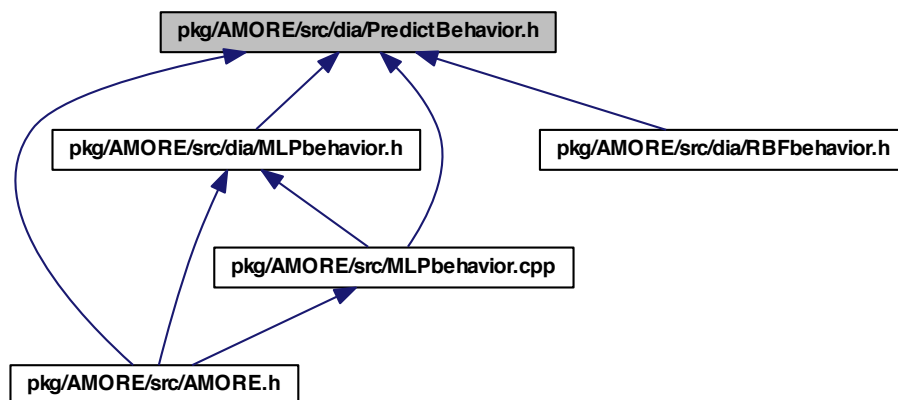 pkg/AMORE/src/dia/PredictBehavior.h
pkg/AMORE/src/dia/MLPbehavior.h
pkg/AMORE/src/dia/RBFbehavior.h
pkg/AMORE/src/MLPbehavior.cpp
pkg/AMORE/src/AMORE.h